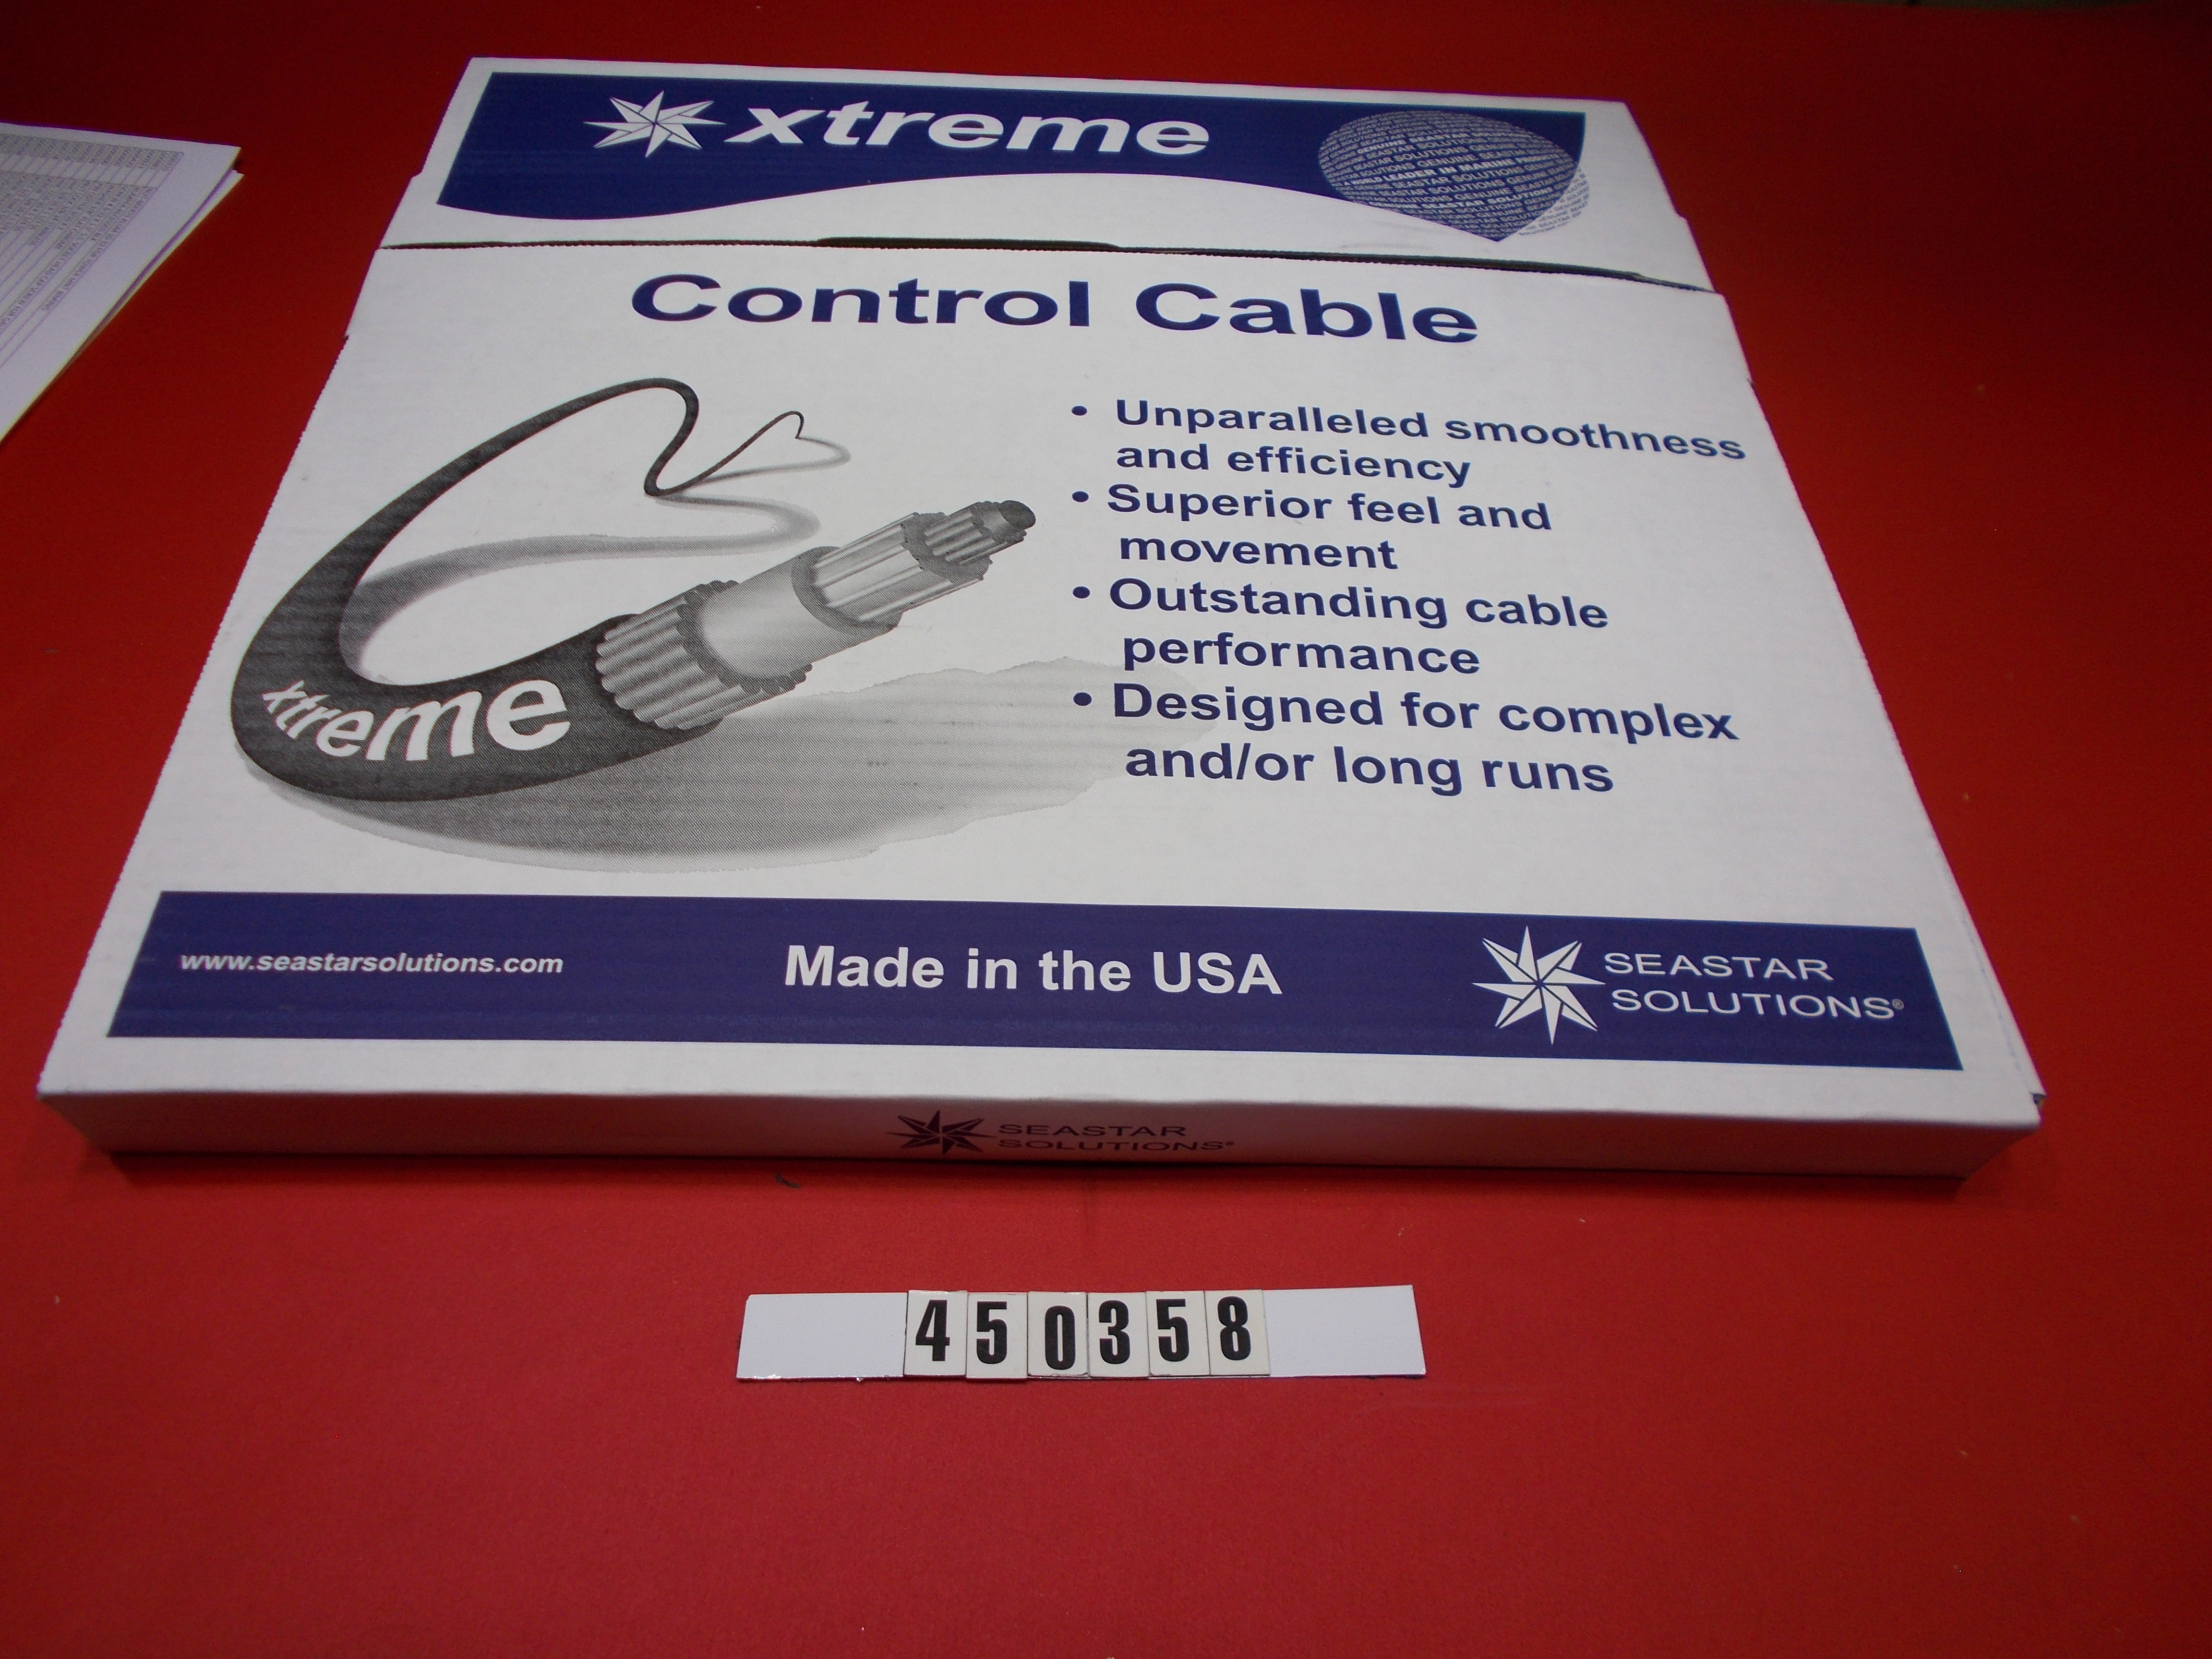 xtreme
Control Cable
• Unparalleled smoothness
and efficiency
• Superior feel and
movement
• Outstanding cable
performance
• Designed for complex
and/or long runs
xtreme
www.seastarsolutions.com
Made in the USA
SEASTAR
SOLUTIONS®
SEASTAR
SOLUTIONS®
450358